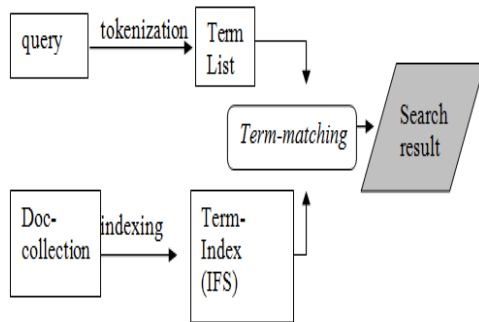 query
tokenization
Term
List
Term-matching
Search
result
Doc-
collection
indexing
Term-
Index
(IFS)